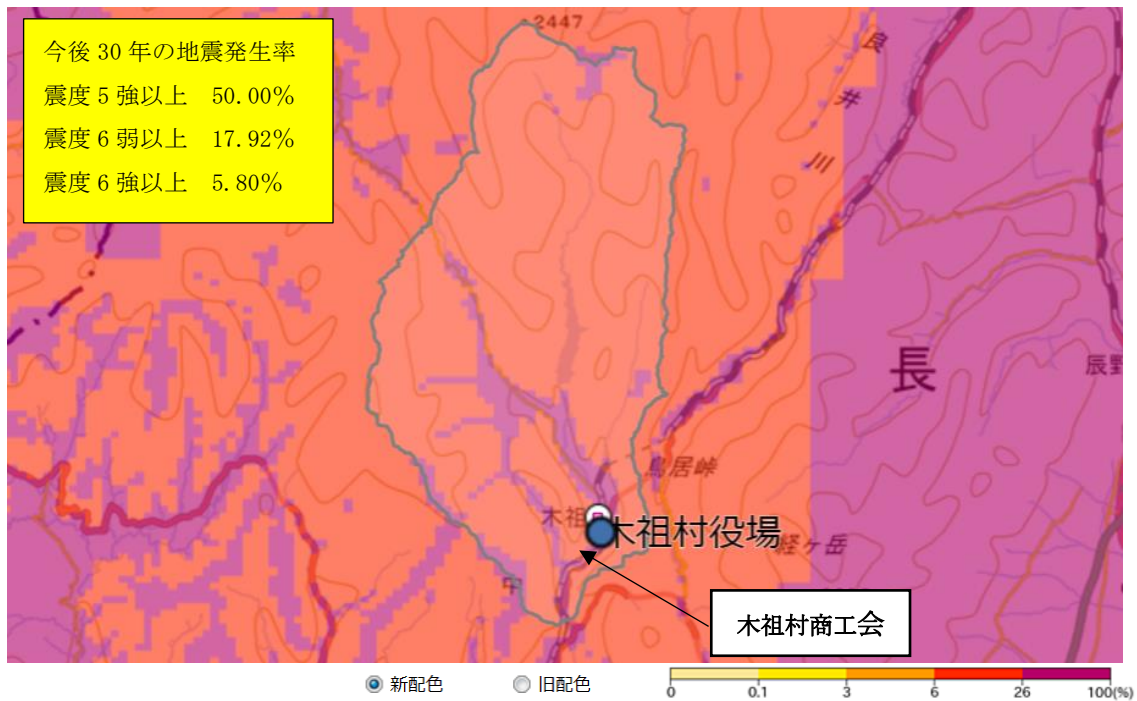 今後 30 年の地震発生率
震度 5 強以上 50.00%
震度 6 弱以上 17.92%
震度 6 強以上 5.80%
2447
良
井
川
長
辰野
鳥居峠
木祖
木祖村役場
経ヶ岳
中
木祖村商工会
新配色
旧配色
0 0.1 3 6 26 100(%)